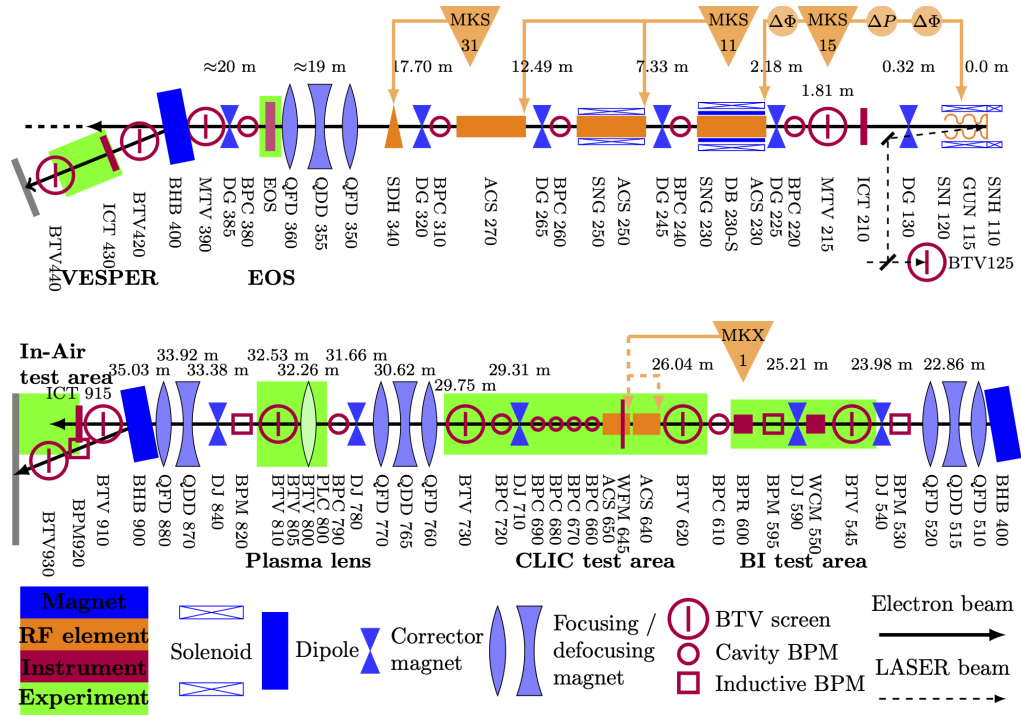 MKS
31
MKS
11
ΔΦ
MKS
15
ΔP
ΔΦ
≈20 m
≈19 m
17.70 m
12.49 m
7.33 m
2.18 m
0.32 m
0.0 m
1.81 m
BTV440
ICT 430
BTV420
BHB 400
MTV 390
DG 385
BPC 380
EOS
QFD 360
QDD 355
QFD 350
SDH 340
DG 320
BPC 310
ACS 270
DG 265
BPC 260
SNG 250
ACS 250
DG 245
BPC 240
SNG 230
DB 230-S
ACS 230
DG 225
BPC 220
MTV 215
ICT 210
DG 130
SNI 120
GUN 115
SNH 110
BTV125
VESPER
EOS
In-Air
test area
MKX
1
35.03 m
33.92 m
33.38 m
32.53 m
32.26 m
31.66 m
30.62 m
29.75 m
29.31 m
26.04 m
25.21 m
23.98 m
22.86 m
ICT 915
BTV930
BPM920
BTV 910
BHB 900
QFD 880
QDD 870
DJ 840
BPM 820
BTV 810
BTV 805
BTV 800
PLC 800
BPC 790
DJ 780
QFD 770
QDD 765
QFD 760
BTV 730
BPC 720
DJ 710
BPC 690
BPC 680
BPC 670
BPC 660
ACS 650
WFM 645
ACS 640
BTV 620
BPC 610
BPR 600
BPM 595
DJ 590
WCM 550
BTV 545
DJ 540
BPM 530
QFD 520
QDD 515
QFD 510
BHB 400
Plasma lens
CLIC test area
BI test area
Magnet
RF element
Instrument
Experiment
Solenoid
Dipole
Corrector
magnet
Focusing /
defocusing
magnet
BTV screen
Cavity BPM
Inductive BPM
Electron beam
LASER beam